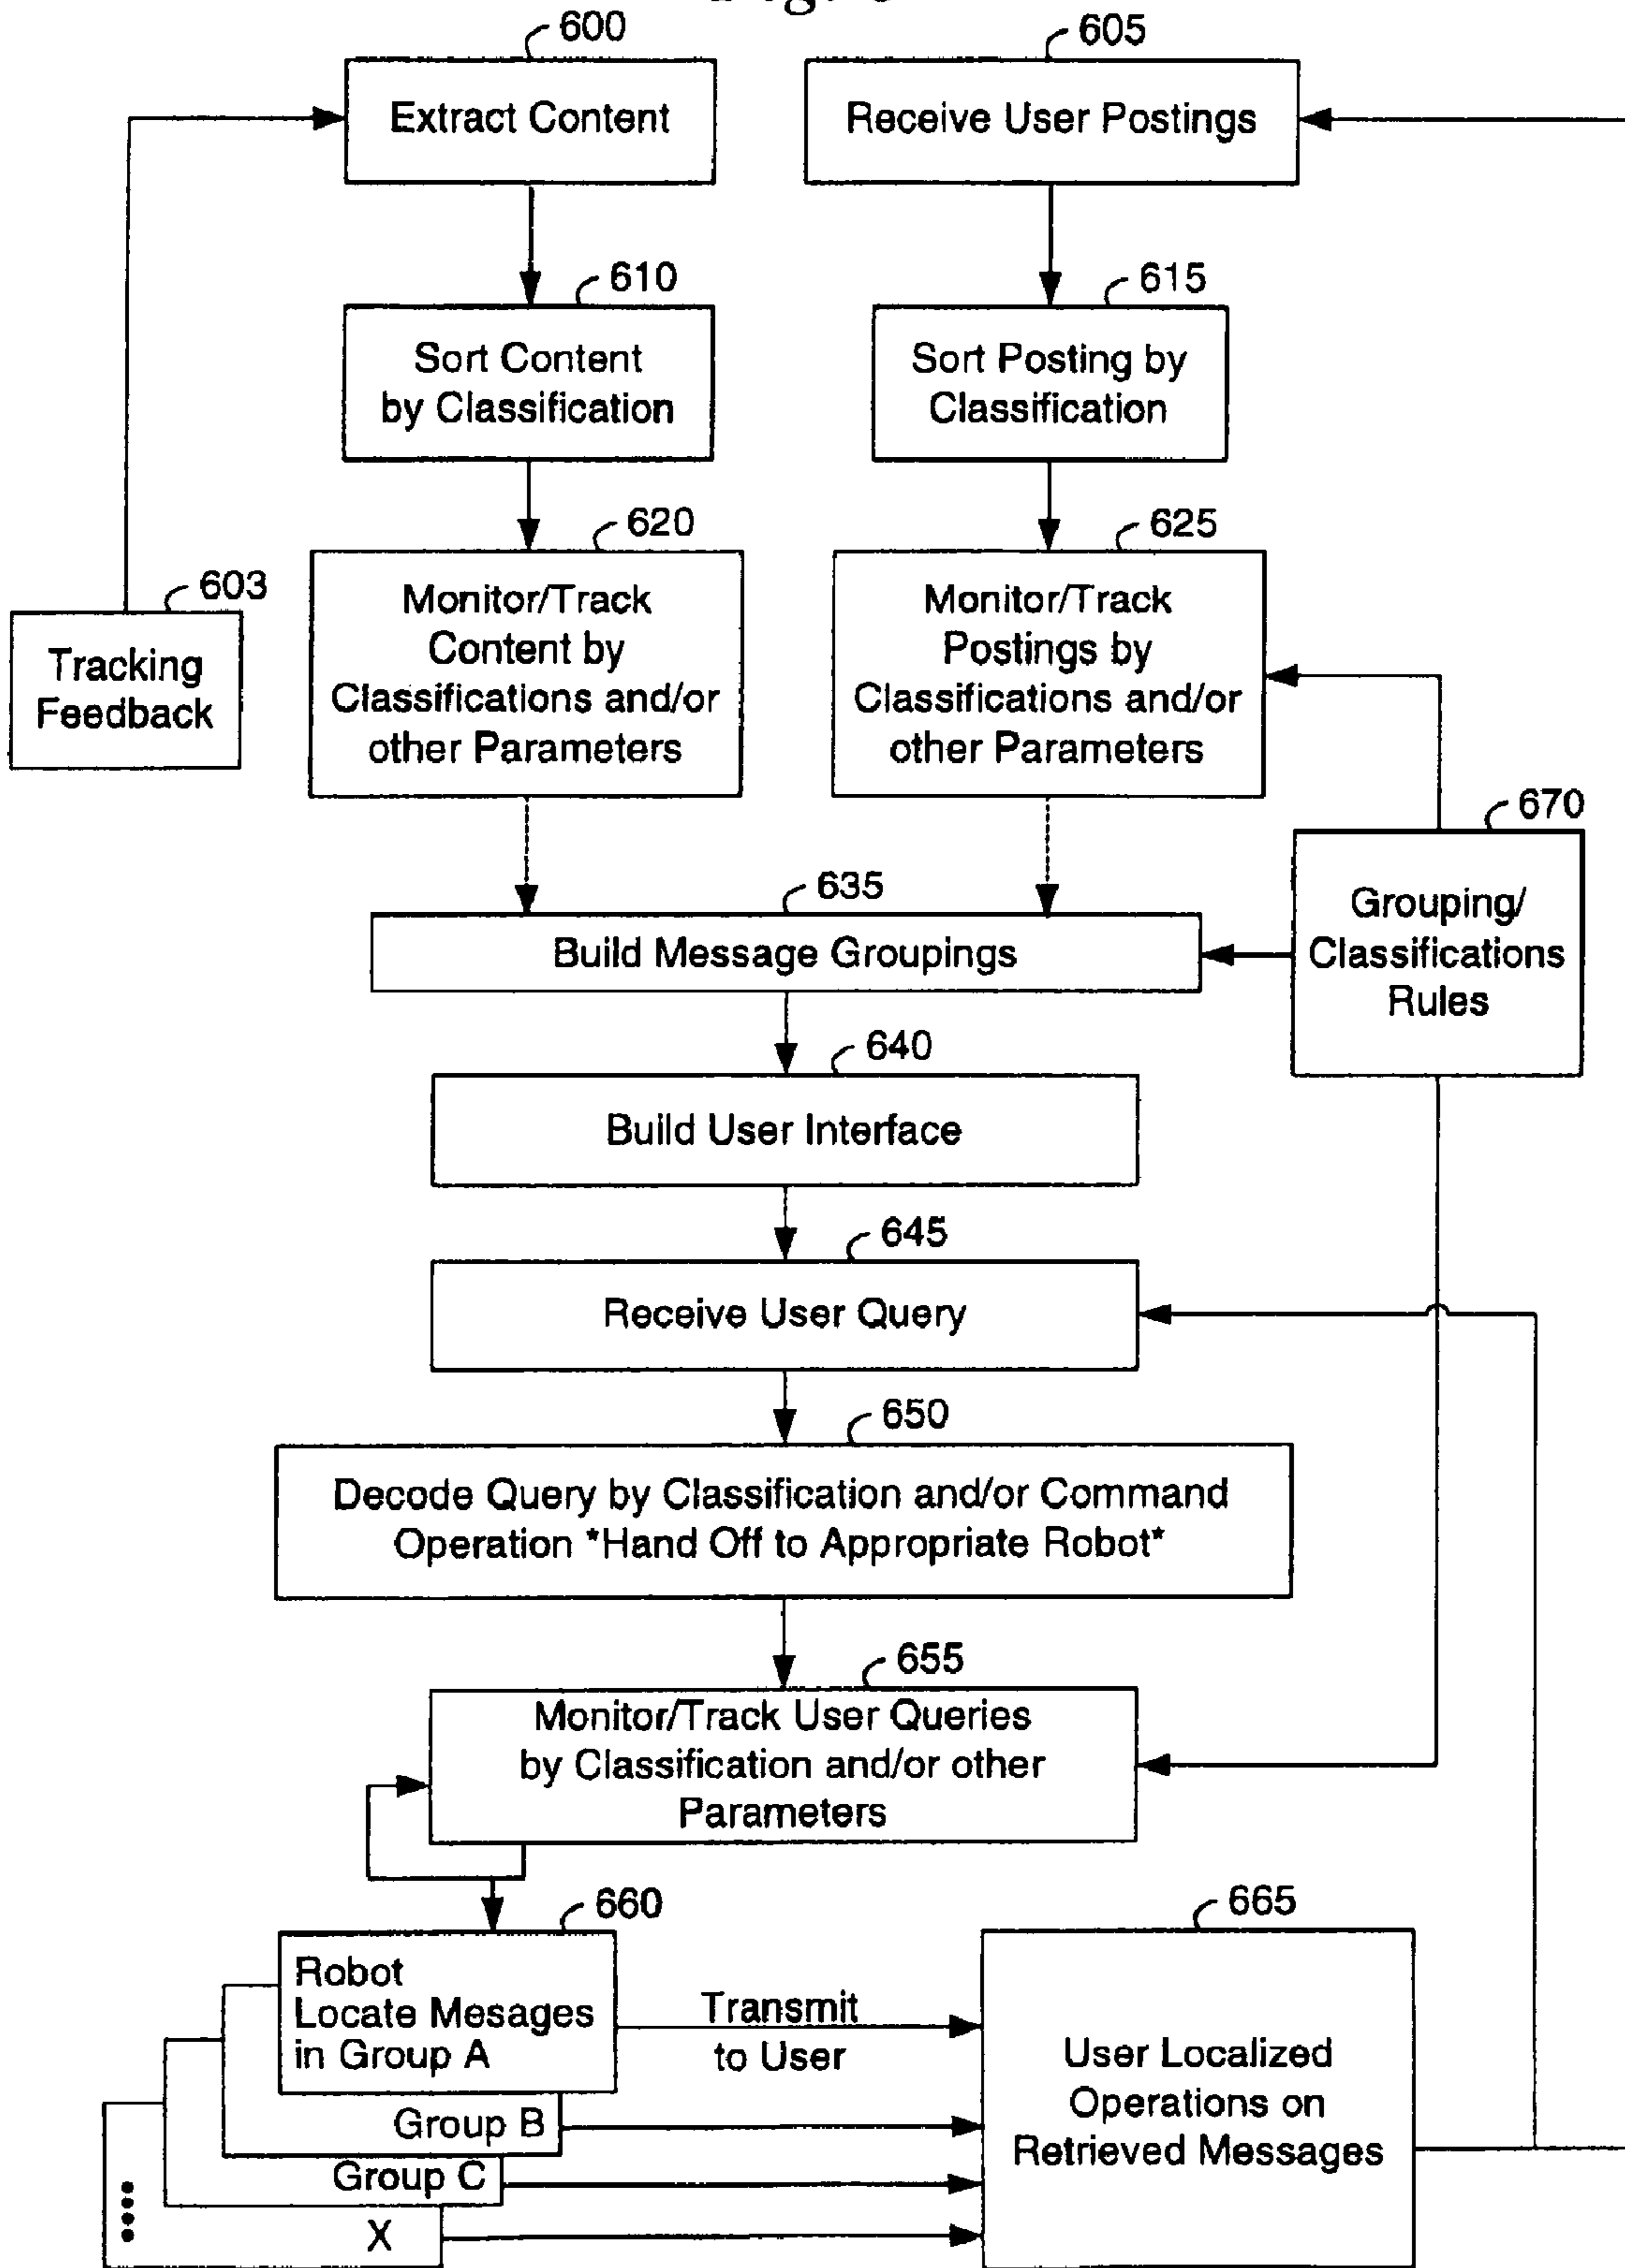 600
605
Extract Content
Receive User Postings
610
615
Sort Content
by Classification
Sort Posting by
Classification
620
625
603
Monitor/Track
Content by
Classifications and/or
other Parameters
Monitor/Track
Postings by
Classifications and/or
other Parameters
Tracking
Feedback
670
635
Grouping/
Classifications
Rules
Build Message Groupings
640
Build User Interface
645
Receive User Query
650
Decode Query by Classification and/or Command
Operation *Hand Off to Appropriate Robot*
655
Monitor/Track User Queries
by Classification and/or other
Parameters
660
665
Robot
Locate Mesages
in Group A
Transmit
to User
User Localized
Operations on
Retrieved Messages
Group B
Group C
X